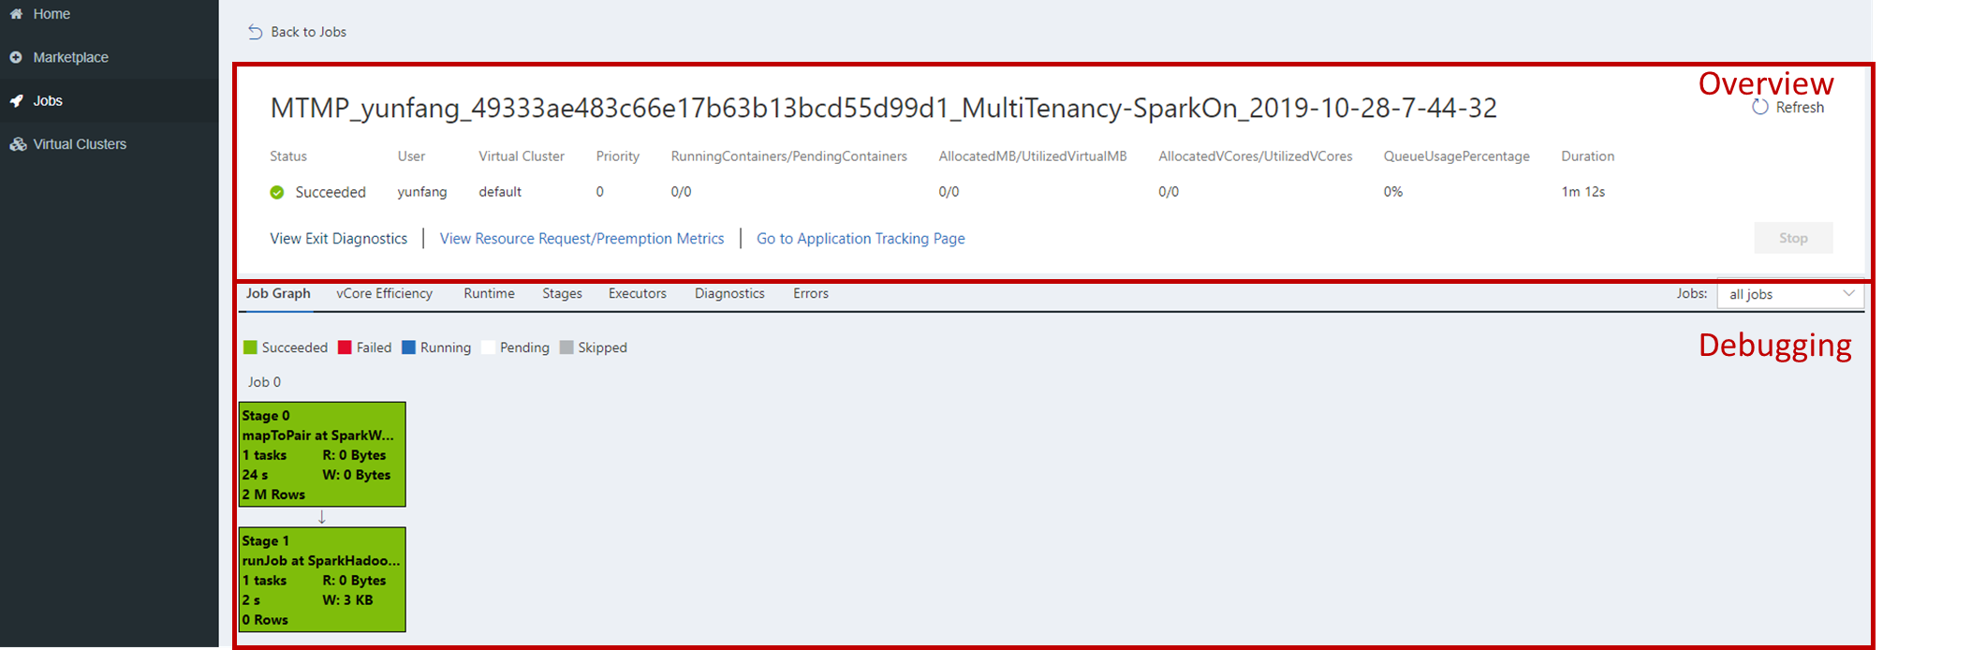 Home
Marketplace
Jobs
Virtual Clusters
Back to Jobs
Overview
MTMP_yunfang_49333ae483c66e17b63b13bcd55d99d1_MultiTenancy-SparkOn_2019-10-28-7-44-32
Refresh
Status User Virtual Cluster Priority RunningContainers/PendingContainers AllocatedMB/UtilizedVirtualMB AllocatedVCores/UtilizedVCores QueueUsagePercentage Duration
Succeeded yunfang default 0 0/0 0/0 0/0 0% 1m 12s
View Exit Diagnostics | View Resource Request/Preemption Metrics | Go to Application Tracking Page Stop
Job Graph vCore Efficiency Runtime Stages Executors Diagnostics Errors Jobs: all jobs
Debugging
Succeeded Failed Running Pending Skipped
Job 0
Stage 0
mapToPair at SparkW...
1 tasks R: 0 Bytes
24 s W: 0 Bytes
2 M Rows
↓
Stage 1
runJob at SparkHadoo...
1 tasks R: 0 Bytes
2 s W: 3 KB
0 Rows